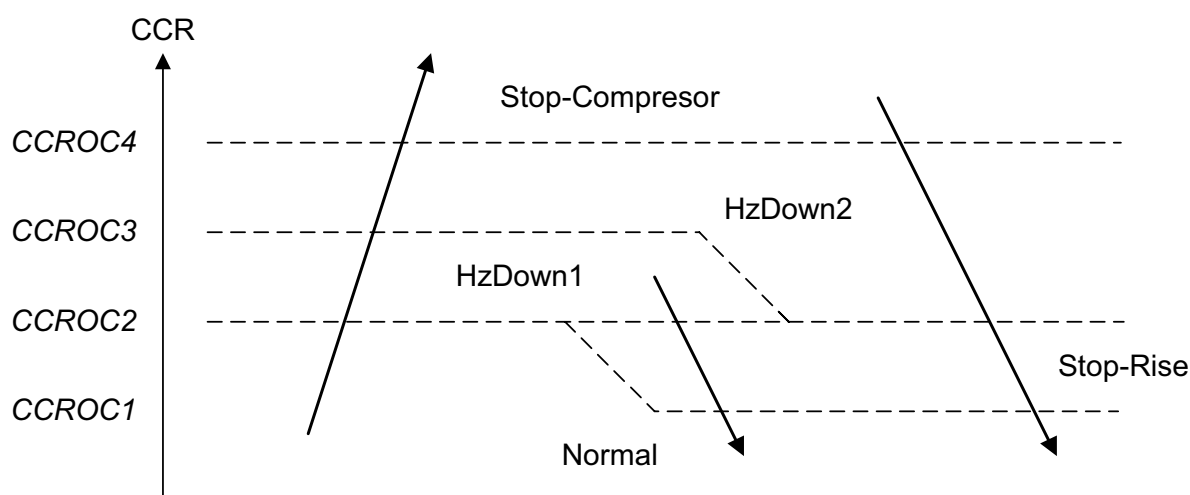 CCR
Stop-Compresor
CCROC4
HzDown2
CCROC3
HzDown1
CCROC2
Stop-Rise
CCROC1
Normal